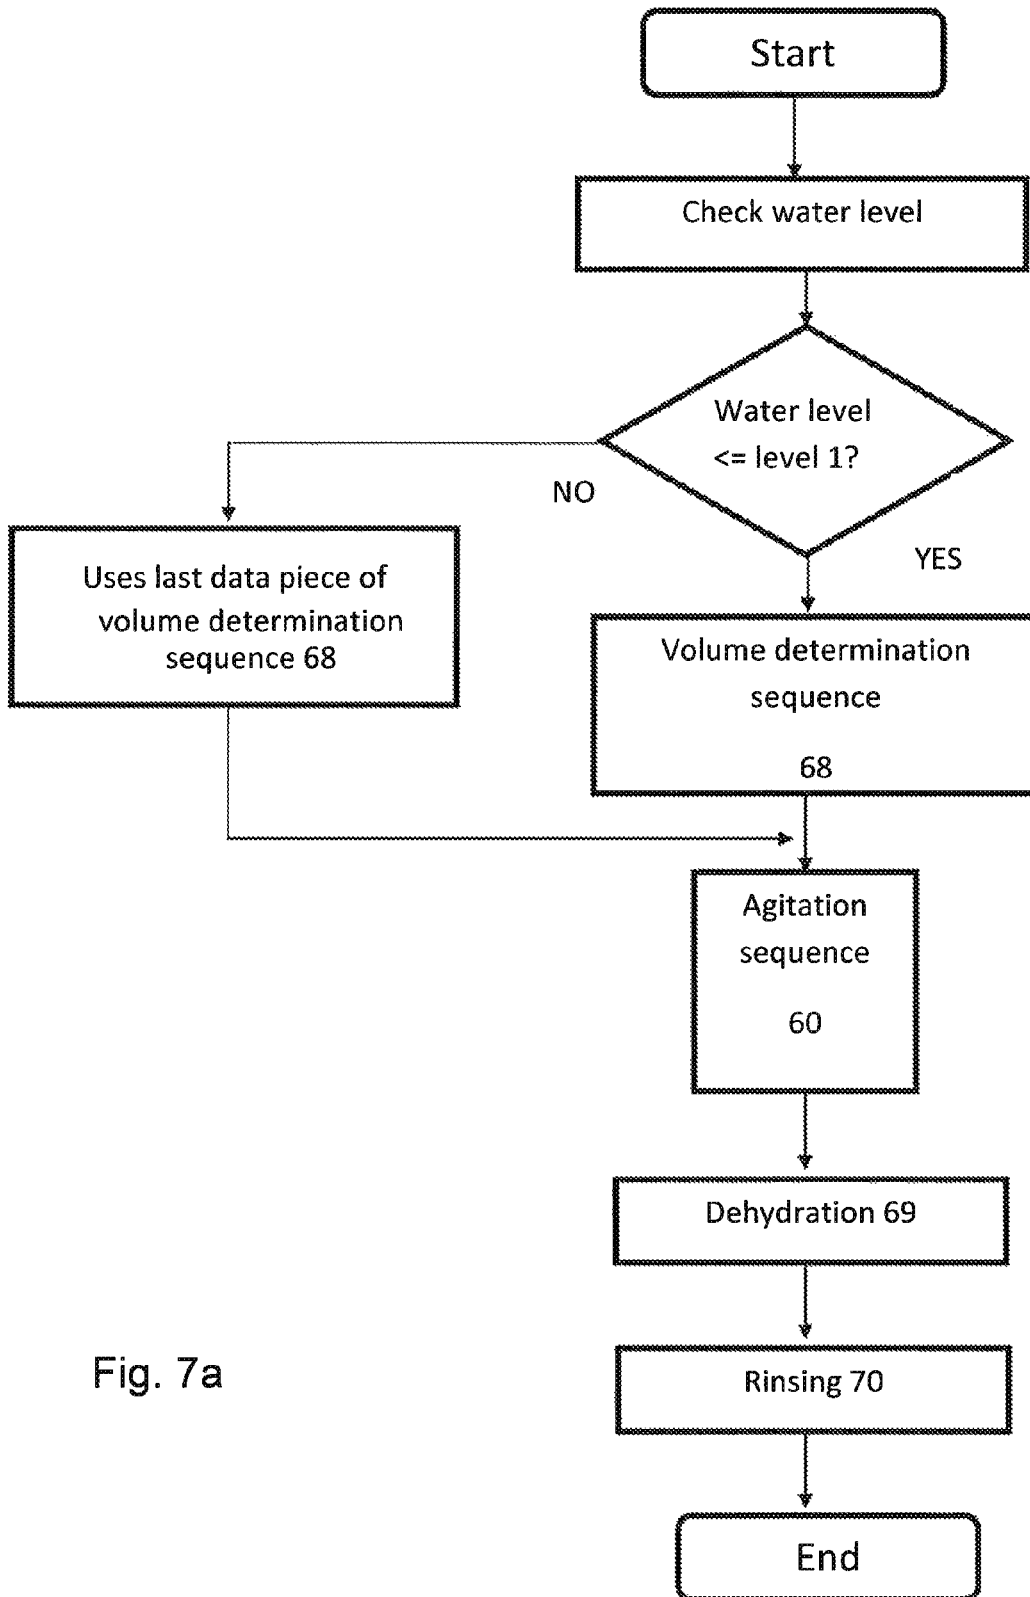 Start
Check water level
Water level
<= level 1?
NO
YES
Uses last data piece of
volume determination
sequence 68
Volume determination
sequence
68
Agitation
sequence
60
Dehydration 69
Rinsing 70
Fig. 7a
End